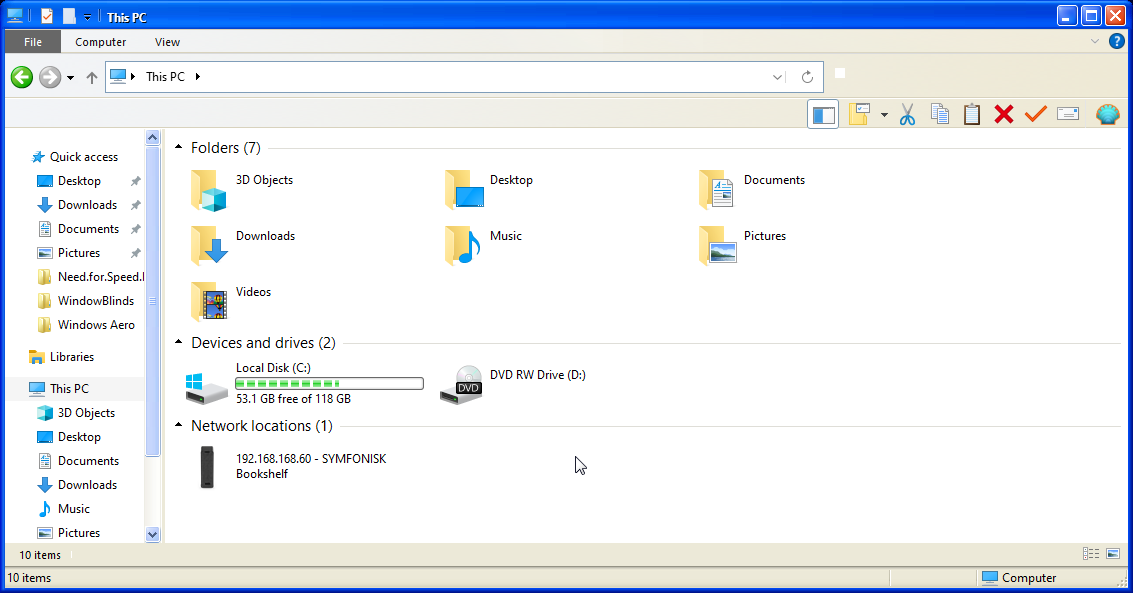 This PC
File Computer View
This PC
Quick access
Desktop
Downloads
Documents
Pictures
Need.for.Speed.
WindowBlinds
Windows Aero
Libraries
This PC
3D Objects
Desktop
Documents
Downloads
Music
Pictures
Folders (7)
3D Objects
Desktop
Documents
Downloads
Music
Pictures
Videos
Devices and drives (2)
Local Disk (C:)
53.1 GB free of 118 GB
DVD
DVD RW Drive (D:)
Network locations (1)
192.168.168.60 - SYMFONISK
Bookshelf
10 items
10 items
Computer